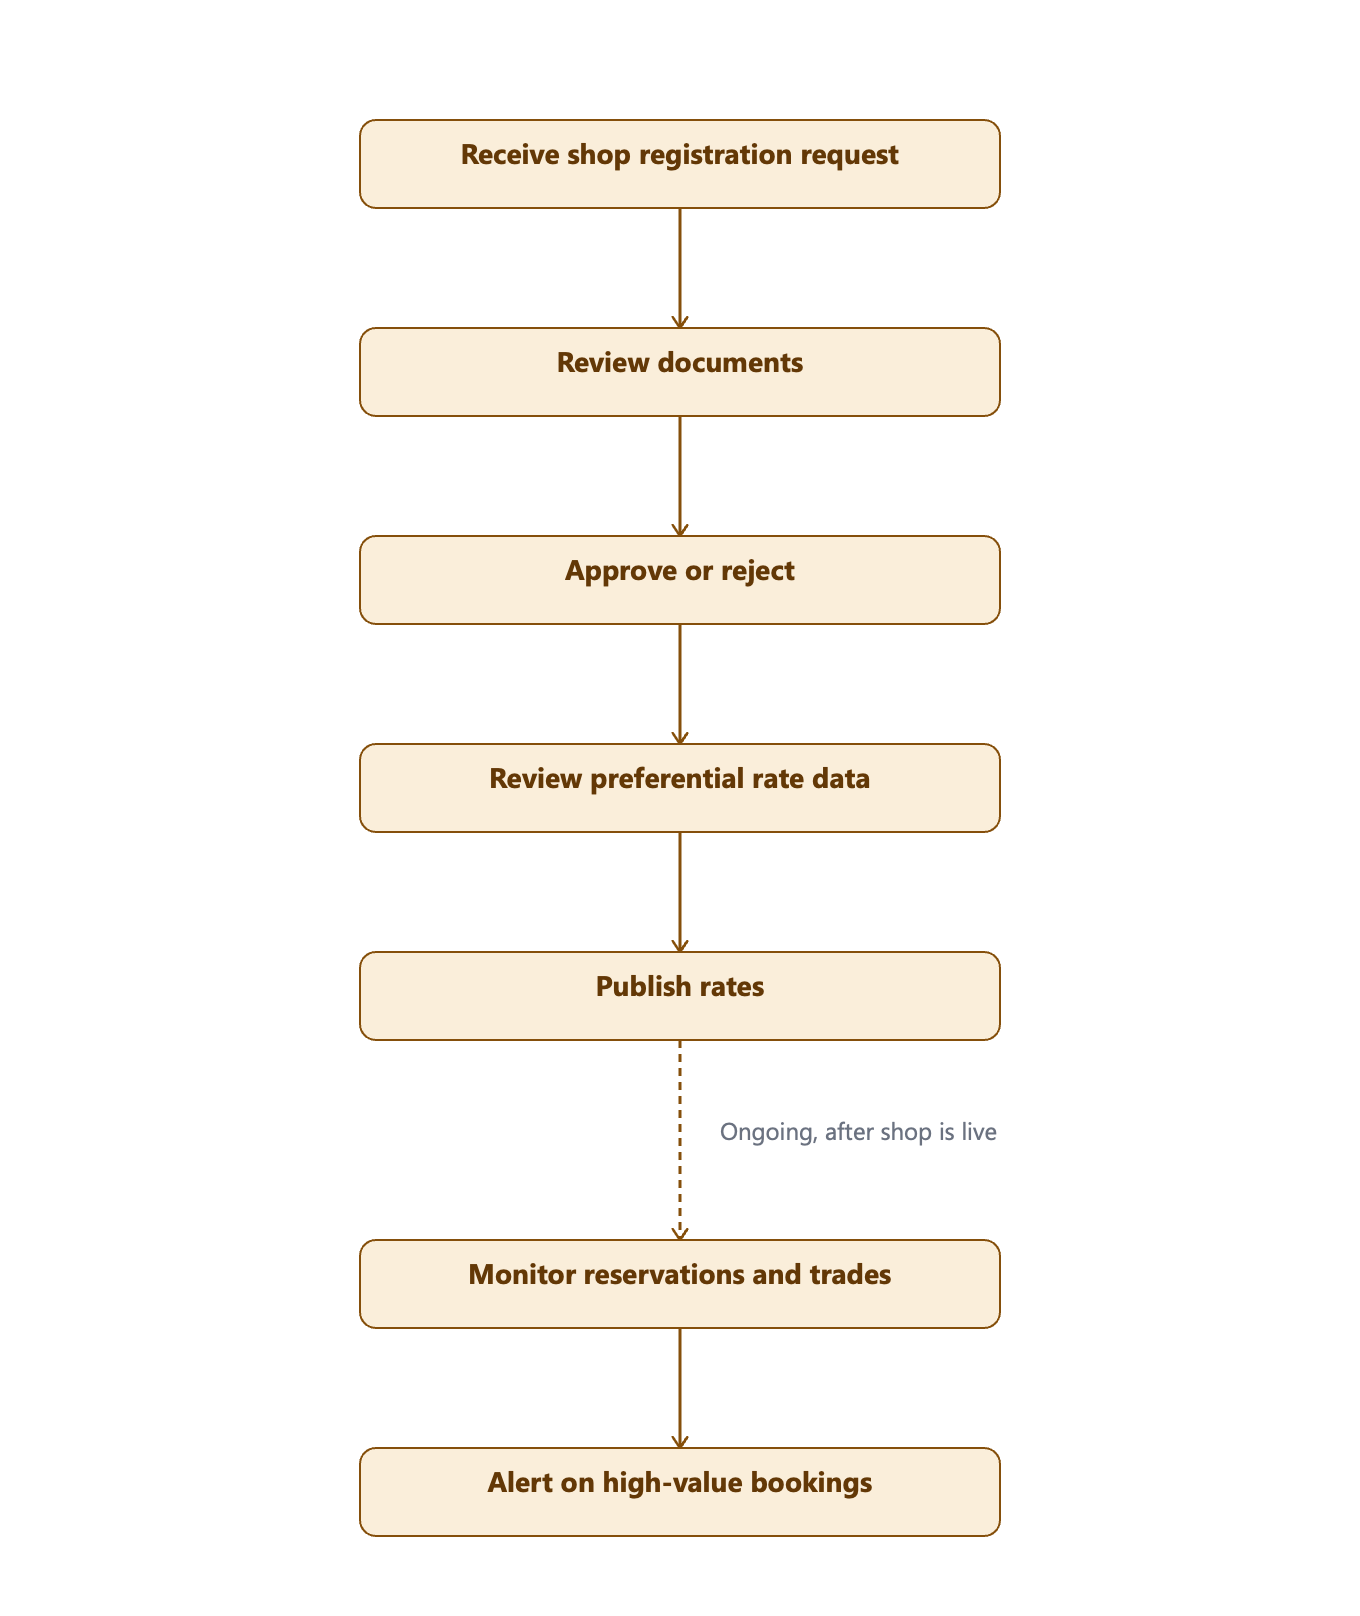 Receive shop registration request
Review documents
Approve or reject
Review preferential rate data
Publish rates
Ongoing, after shop is live
Monitor reservations and trades
Alert on high-value bookings